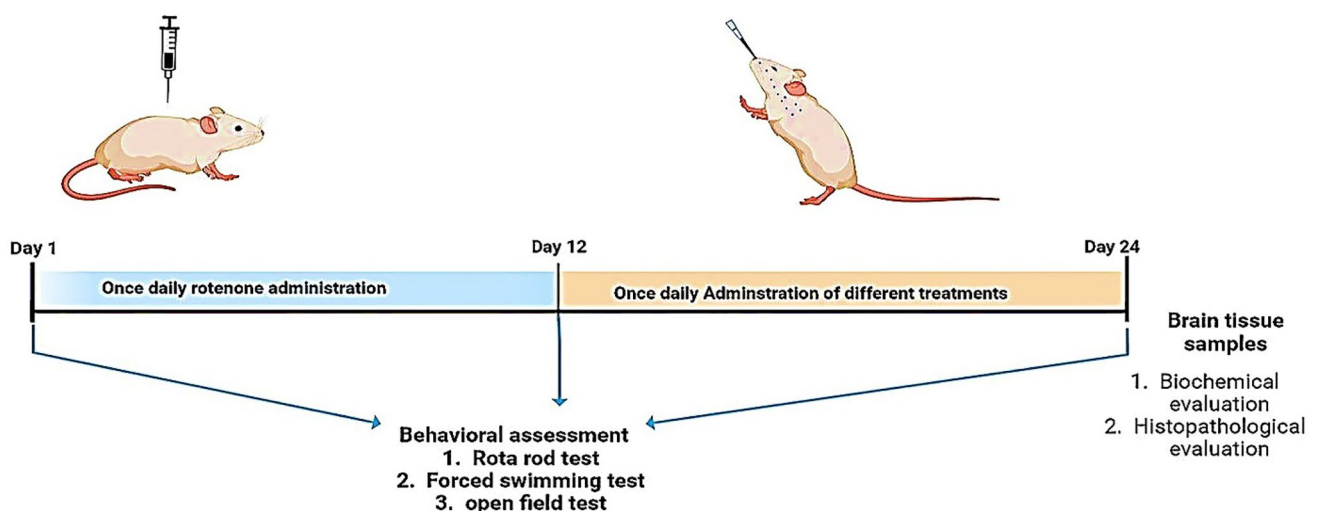 Day 1
Day 12
Day 24
Once daily rotenone administration
Once daily Adminstration of different treatments
Brain tissue
samples
1. Biochemical
evaluation
2. Histopathological
evaluation
Behavioral assessment
1. Rota rod test
2. Forced swimming test
3. open field test